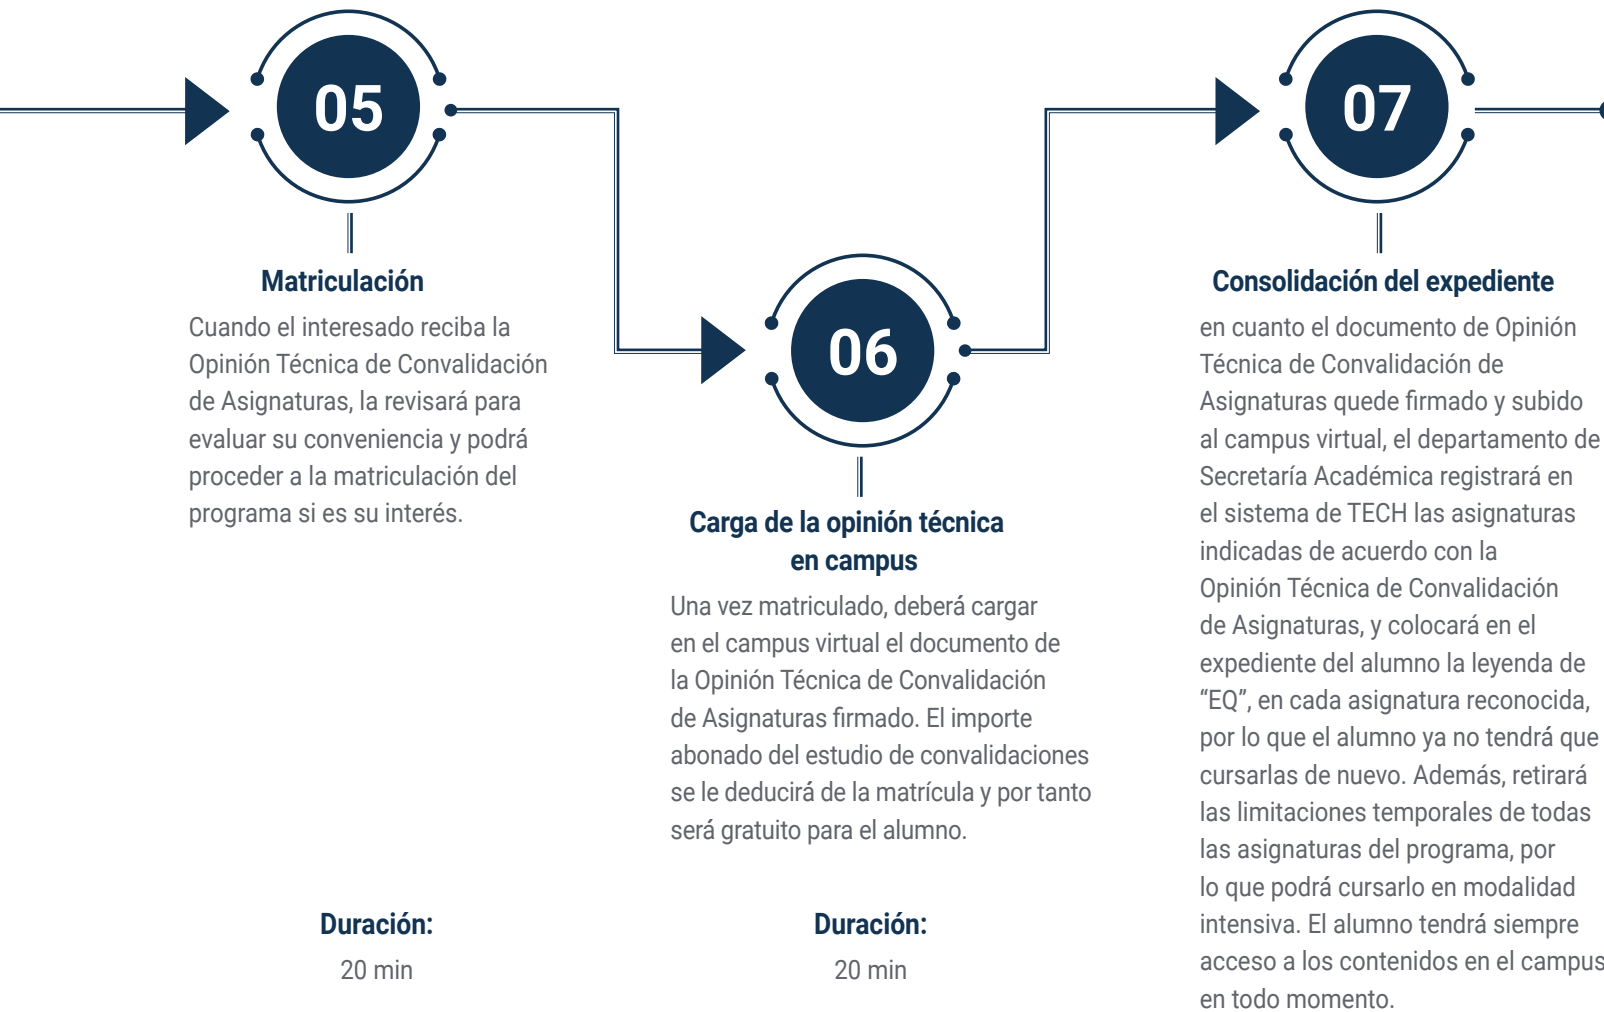 05
Matriculación
Cuando el interesado reciba la
Opinión Técnica de Convalidación
de Asignaturas, la revisará para
evaluar su conveniencia y podrá
proceder a la matriculación del
programa si es su interés.
Duración:
20 min
06
Carga de la opinión técnica
en campus
Una vez matriculado, deberá cargar
en el campus virtual el documento de
la Opinión Técnica de Convalidación
de Asignaturas firmado. El importe
abonado del estudio de convalidaciones
se le deducirá de la matrícula y por tanto
será gratuito para el alumno.
Duración:
20 min
07
Consolidación del expediente
en cuanto el documento de Opinión
Técnica de Convalidación de
Asignaturas quede firmado y subido
al campus virtual, el departamento de
Secretaría Académica registrará en
el sistema de TECH las asignaturas
indicadas de acuerdo con la
Opinión Técnica de Convalidación
de Asignaturas, y colocará en el
expediente del alumno la leyenda de
“EQ”, en cada asignatura reconocida,
por lo que el alumno ya no tendrá que
cursarlas de nuevo. Además, retirará
las limitaciones temporales de todas
las asignaturas del programa, por
lo que podrá cursarlo en modalidad
intensiva. El alumno tendrá siempre
acceso a los contenidos en el campus
en todo momento.